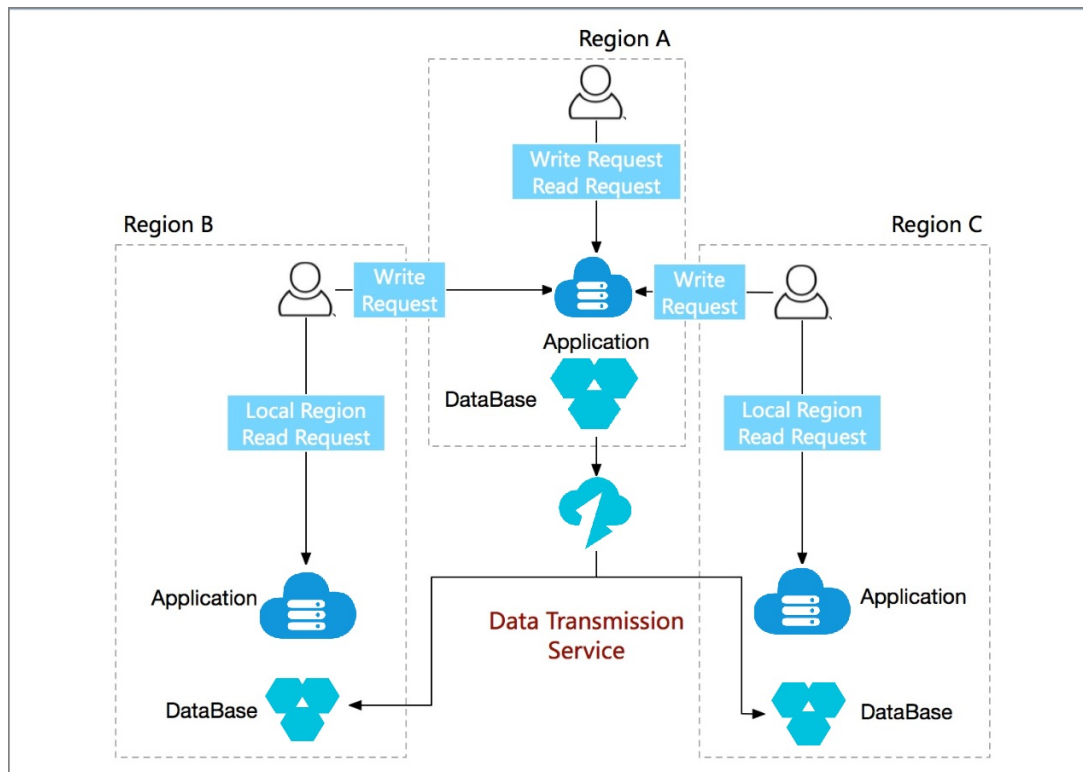 Region A
Write Request
Read Request
Region B
Region C
Write
Request
Write
Request
Application
DataBase
Local Region
Read Request
Local Region
Read Request
Application
Application
Data Transmission
Service
DataBase
DataBase